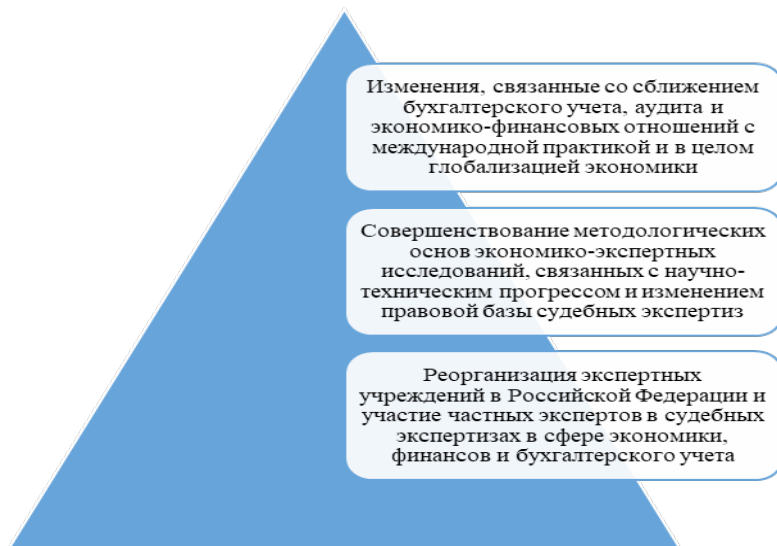 Изменения, связанные со сближением
бухгалтерского учета, аудита и
экономико-финансовых отношений с
международной практикой и в целом
глобализацией экономики
Совершенствование методологических
основ экономико-экспертных
исследований, связанных с научно-
техническим прогрессом и изменением
правовой базы судебных экспертиз
Реорганизация экспертных
учреждений в Российской Федерации и
участие частных экспертов в судебных
экспертизах в сфере экономики,
финансов и бухгалтерского учета